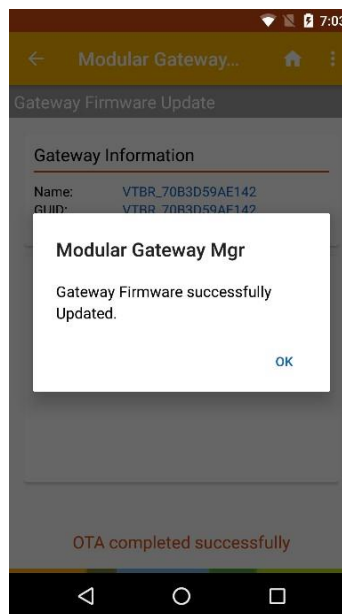 7:03
Modular Gateway...
Gateway Firmware Update
Gateway Information
Name: VTBR_70B3D59AE142
GUID: VTBR_70B3D59AE142
Modular Gateway Mgr
Gateway Firmware successfully
Updated.
OK
OTA completed successfully